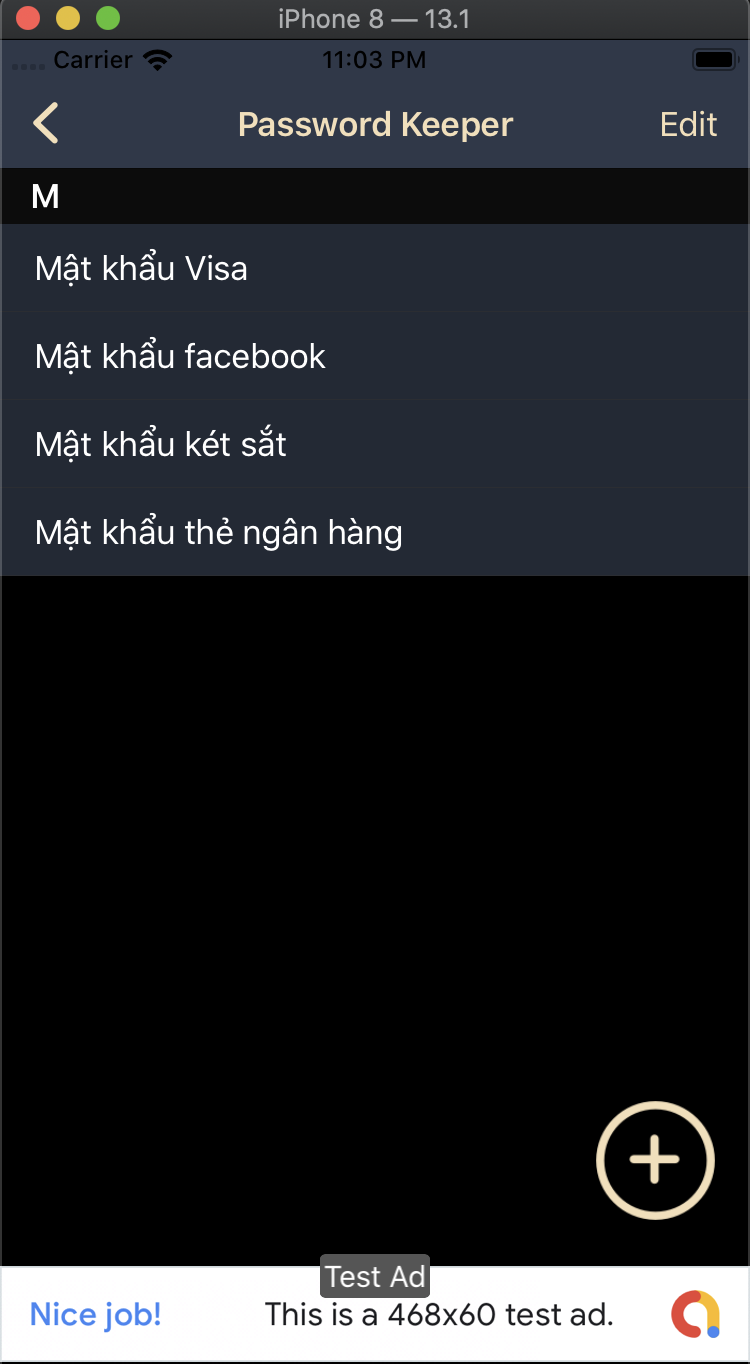 iPhone 8 — 13.1
Carrier 11:03 PM
Password Keeper Edit
M
Mật khẩu Visa
Mật khẩu facebook
Mật khẩu két sắt
Mật khẩu thẻ ngân hàng
Test Ad
Nice job! This is a 468x60 test ad.